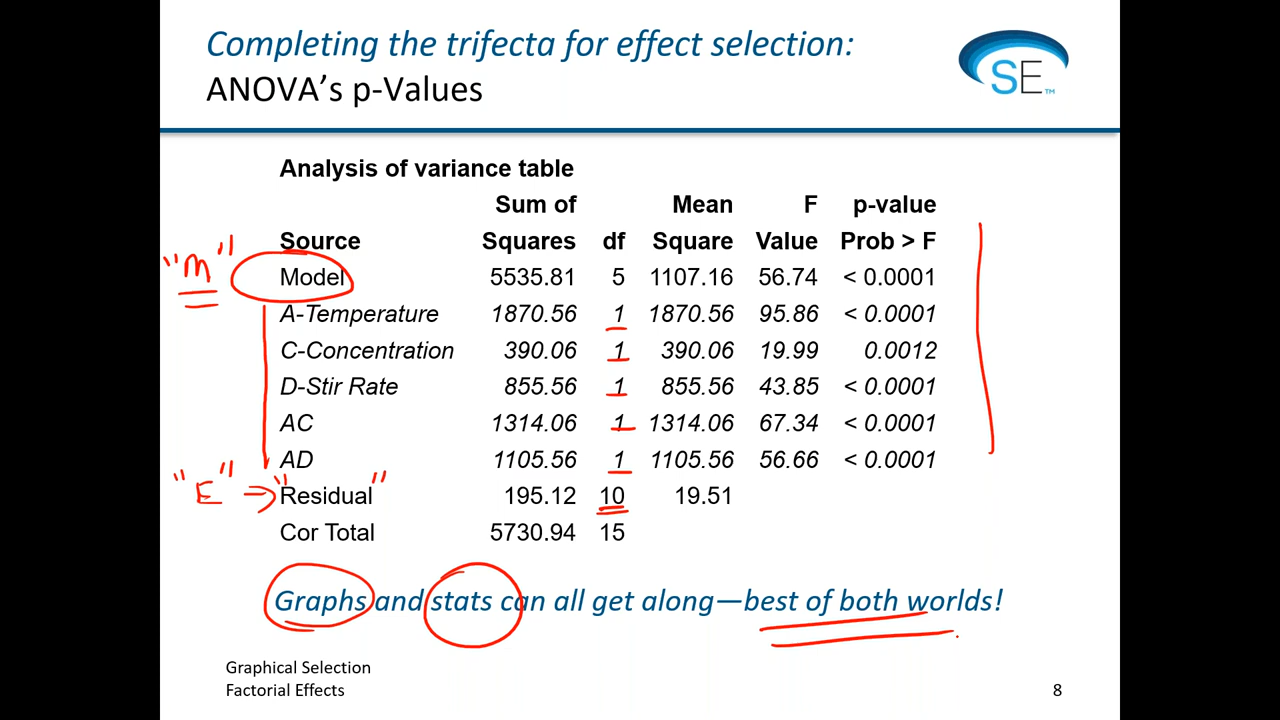 Completing the trifecta for effect selection:
ANOVA's p-Values
SE™
Analysis of variance table
Sum of Mean F p-value
Source Squares df Square Value Prob > F
"M" Model 5535.81 5 1107.16 56.74 < 0.0001
A-Temperature 1870.56 1 1870.56 95.86 < 0.0001
C-Concentration 390.06 1 390.06 19.99 0.0012
D-Stir Rate 855.56 1 855.56 43.85 < 0.0001
AC 1314.06 1 1314.06 67.34 < 0.0001
AD 1105.56 1 1105.56 56.66 < 0.0001
"E" → "Residual" 195.12 10 19.51
Cor Total 5730.94 15
Graphs and stats can all get along—best of both worlds!
Graphical Selection
Factorial Effects
8